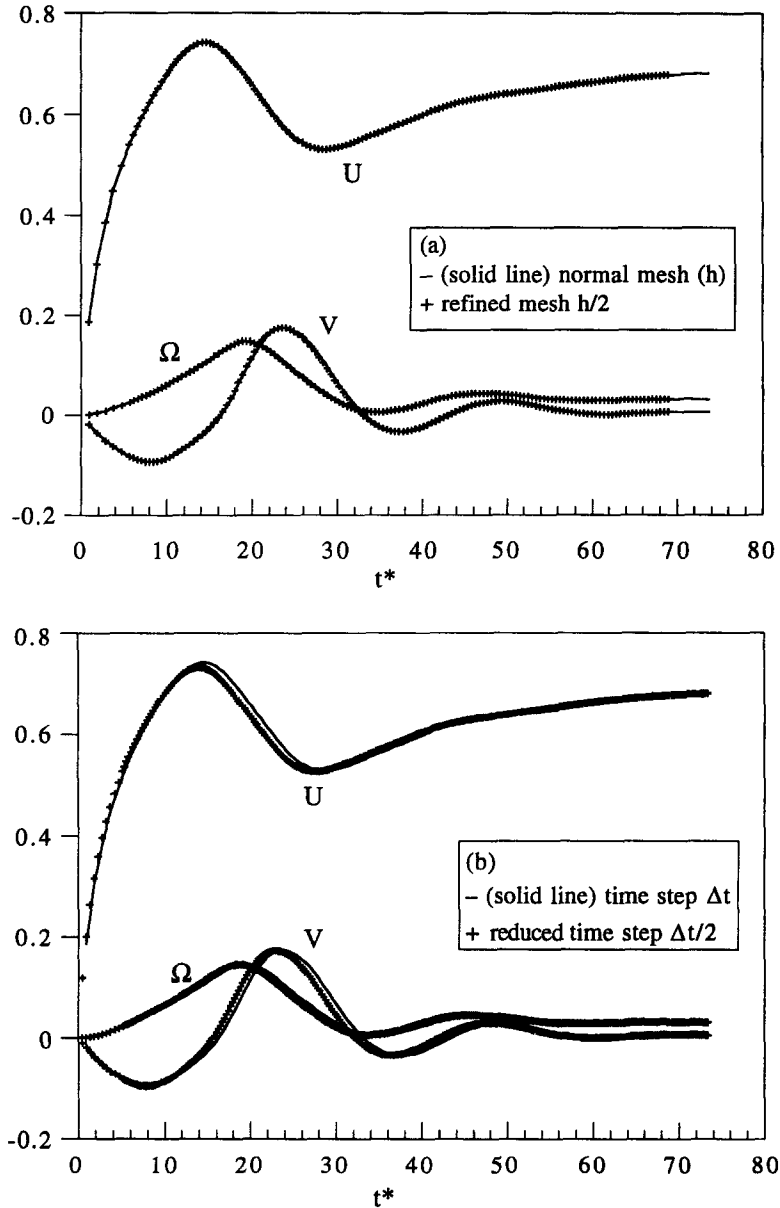 0.8
0.6
0.4
0.2
0
-0.2
U
(a)
– (solid line) normal mesh (h)
+ refined mesh h/2
V
Ω
0 10 20 30 40 50 60 70 80
t*
0.8
0.6
0.4
0.2
0
-0.2
U
(b)
– (solid line) time step Δt
+ reduced time step Δt/2
V
Ω
0 10 20 30 40 50 60 70 80
t*